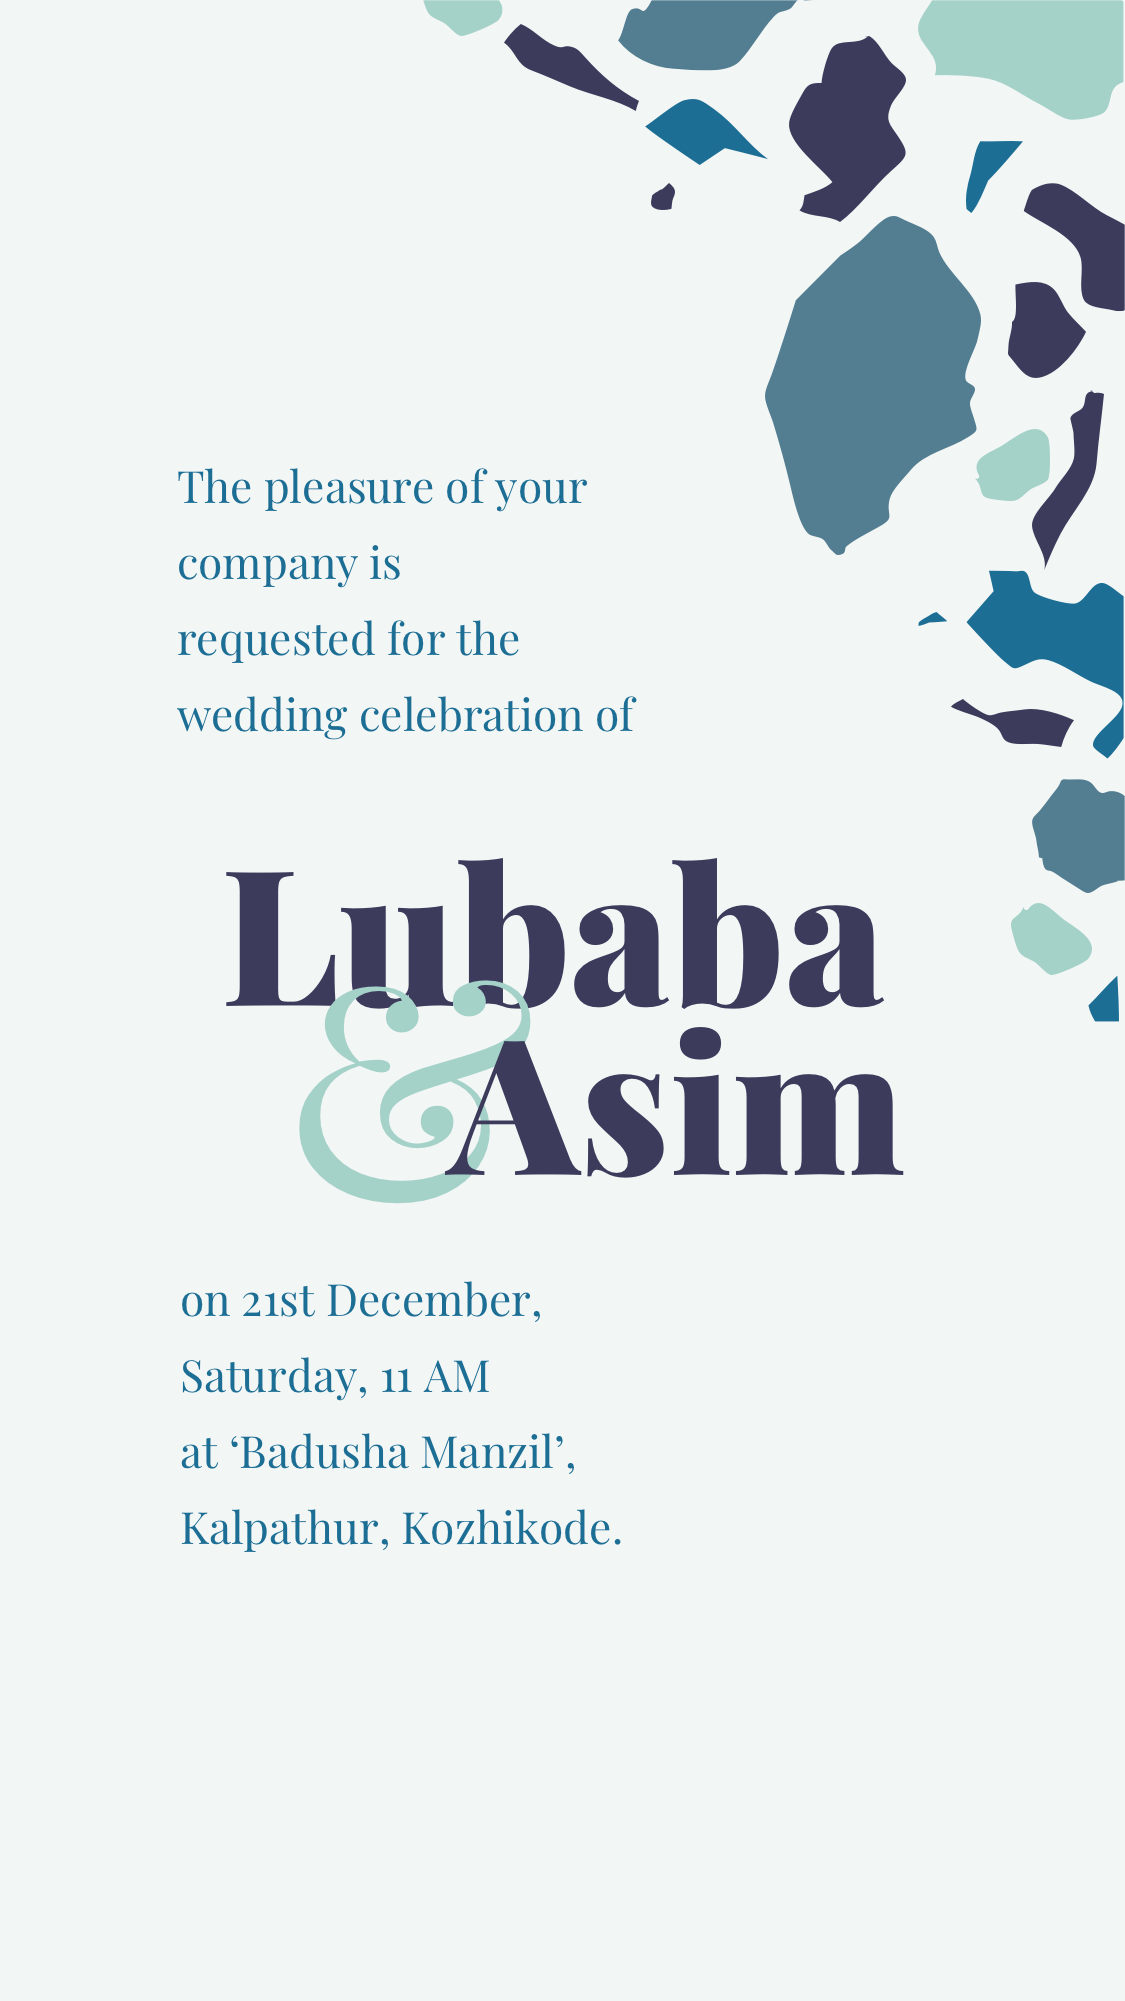 The pleasure of your
company is
requested for the
wedding celebration of
Lubaba
&
Asim
on 21st December,
Saturday, 11 AM
at ‘Badusha Manzil’,
Kalpathur, Kozhikode.